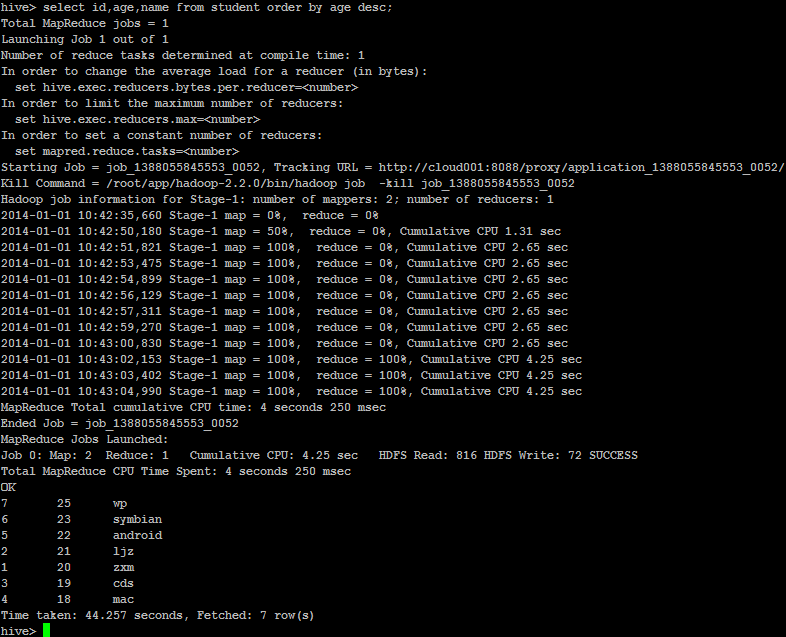 hive> select id,age,name from student order by age desc;
Total MapReduce jobs = 1
Launching Job 1 out of 1
Number of reduce tasks determined at compile time: 1
In order to change the average load for a reducer (in bytes):
  set hive.exec.reducers.bytes.per.reducer=<number>
In order to limit the maximum number of reducers:
  set hive.exec.reducers.max=<number>
In order to set a constant number of reducers:
  set mapred.reduce.tasks=<number>
Starting Job = job_1388055845553_0052, Tracking URL = http://cloud001:8088/proxy/application_1388055845553_0052/
Kill Command = /root/app/hadoop-2.2.0/bin/hadoop job  -kill job_1388055845553_0052
Hadoop job information for Stage-1: number of mappers: 2; number of reducers: 1
2014-01-01 10:42:35,660 Stage-1 map = 0%,  reduce = 0%
2014-01-01 10:42:50,180 Stage-1 map = 50%,  reduce = 0%, Cumulative CPU 1.31 sec
2014-01-01 10:42:51,821 Stage-1 map = 100%,  reduce = 0%, Cumulative CPU 2.65 sec
2014-01-01 10:42:53,475 Stage-1 map = 100%,  reduce = 0%, Cumulative CPU 2.65 sec
2014-01-01 10:42:54,899 Stage-1 map = 100%,  reduce = 0%, Cumulative CPU 2.65 sec
2014-01-01 10:42:56,129 Stage-1 map = 100%,  reduce = 0%, Cumulative CPU 2.65 sec
2014-01-01 10:42:57,311 Stage-1 map = 100%,  reduce = 0%, Cumulative CPU 2.65 sec
2014-01-01 10:42:59,270 Stage-1 map = 100%,  reduce = 0%, Cumulative CPU 2.65 sec
2014-01-01 10:43:00,830 Stage-1 map = 100%,  reduce = 0%, Cumulative CPU 2.65 sec
2014-01-01 10:43:02,153 Stage-1 map = 100%,  reduce = 100%, Cumulative CPU 4.25 sec
2014-01-01 10:43:03,402 Stage-1 map = 100%,  reduce = 100%, Cumulative CPU 4.25 sec
2014-01-01 10:43:04,990 Stage-1 map = 100%,  reduce = 100%, Cumulative CPU 4.25 sec
MapReduce Total cumulative CPU time: 4 seconds 250 msec
Ended Job = job_1388055845553_0052
MapReduce Jobs Launched:
Job 0: Map: 2  Reduce: 1   Cumulative CPU: 4.25 sec   HDFS Read: 816 HDFS Write: 72 SUCCESS
Total MapReduce CPU Time Spent: 4 seconds 250 msec
OK
7       25      wp
6       23      symbian
5       22      android
2       21      ljz
1       20      zxm
3       19      cds
4       18      mac
Time taken: 44.257 seconds, Fetched: 7 row(s)
hive>